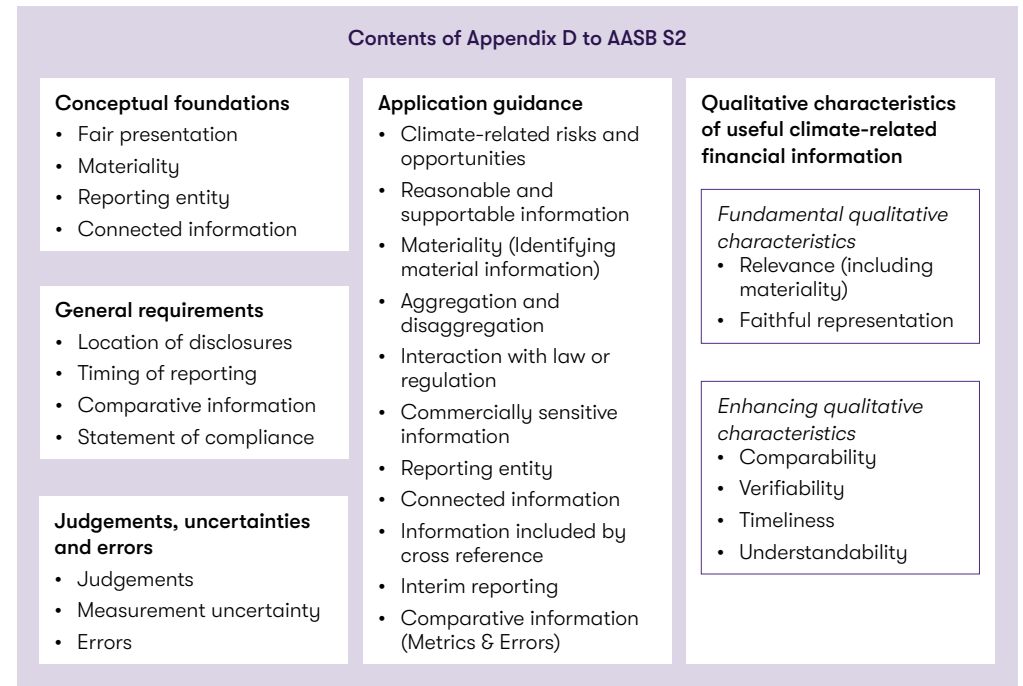 Contents of Appendix D to AASB S2
Conceptual foundations
• Fair presentation
• Materiality
• Reporting entity
• Connected information
General requirements
• Location of disclosures
• Timing of reporting
• Comparative information
• Statement of compliance
Judgements, uncertainties
and errors
• Judgements
• Measurement uncertainty
• Errors
Application guidance
• Climate-related risks and
opportunities
• Reasonable and
supportable information
• Materiality (Identifying
material information)
• Aggregation and
disaggregation
• Interaction with law or
regulation
• Commercially sensitive
information
• Reporting entity
• Connected information
• Information included by
cross reference
• Interim reporting
• Comparative information
(Metrics & Errors)
Qualitative characteristics
of useful climate-related
financial information
Fundamental qualitative
characteristics
• Relevance (including
materiality)
• Faithful representation
Enhancing qualitative
characteristics
• Comparability
• Verifiability
• Timeliness
• Understandability